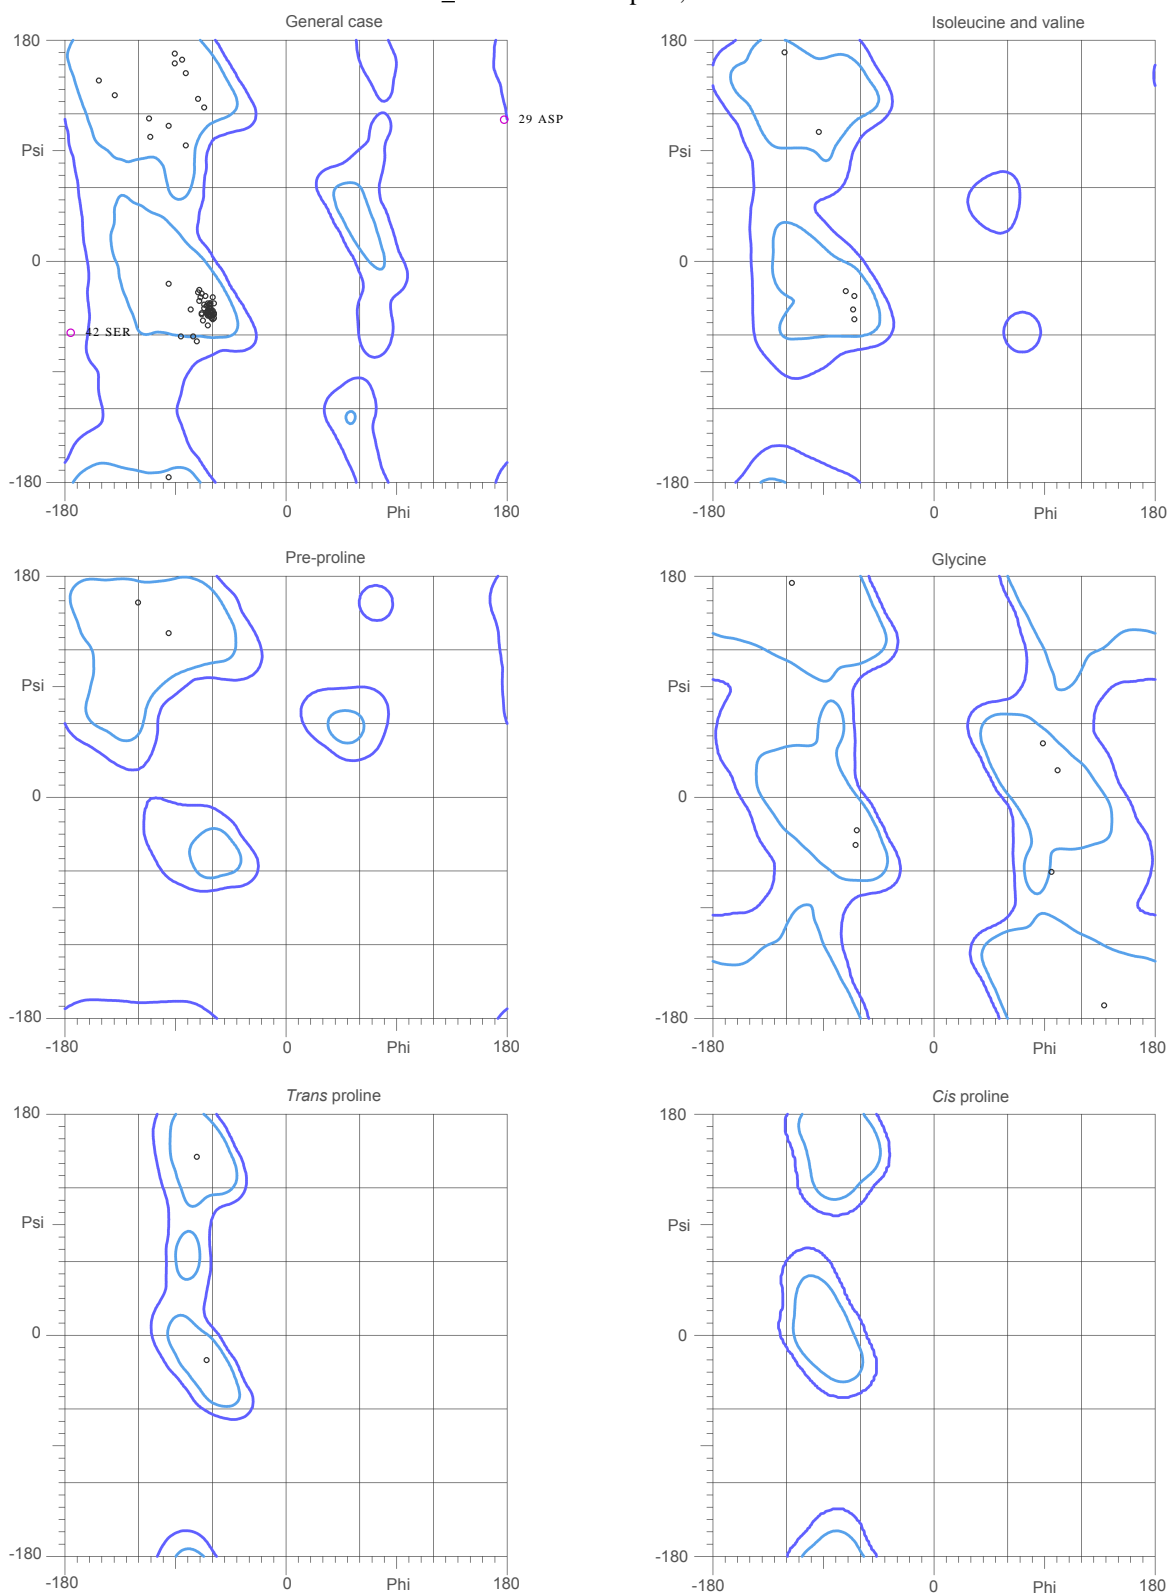 General case
Isoleucine and valine
180
180
29 ASP
Psi
Psi
0
0
42 SER
-180
-180
-180
0
Phi
180
-180
0
Phi
180
Pre-proline
Glycine
180
180
Psi
Psi
0
0
-180
-180
-180
0
Phi
180
-180
0
Phi
180
Trans proline
Cis proline
180
180
Psi
Psi
0
0
-180
-180
-180
0
Phi
180
-180
0
Phi
180